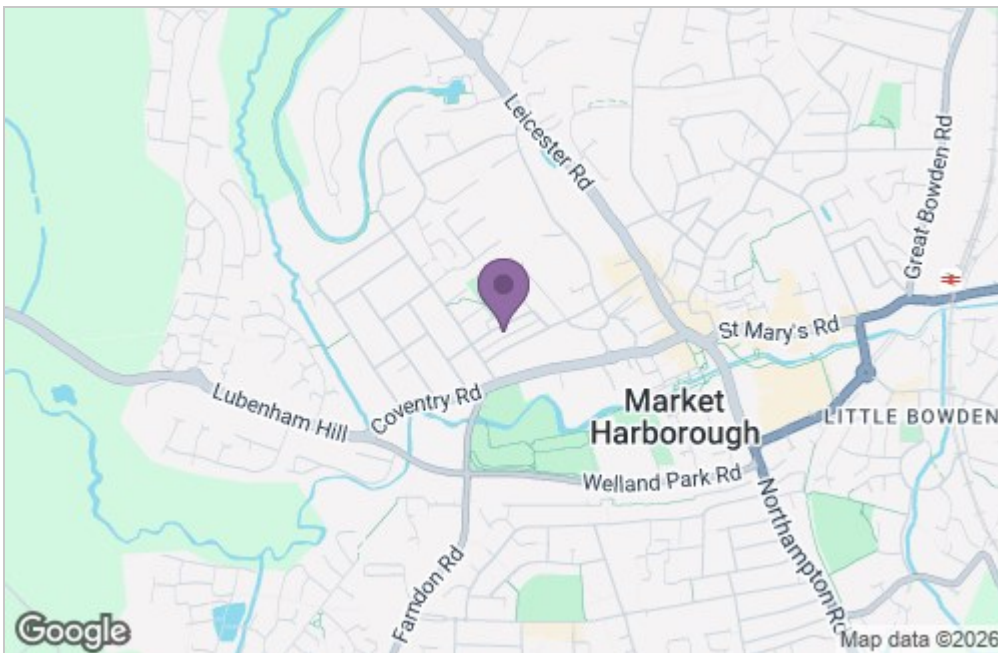 Leicester Rd
Great Bowden Rd
St Mary's Rd
Coventry Rd
Lubenham Hill
Market
Harborough
LITTLE BOWDEN
Welland Park Rd
Northampton Rd
Farndon Rd
Google
Map data ©2026